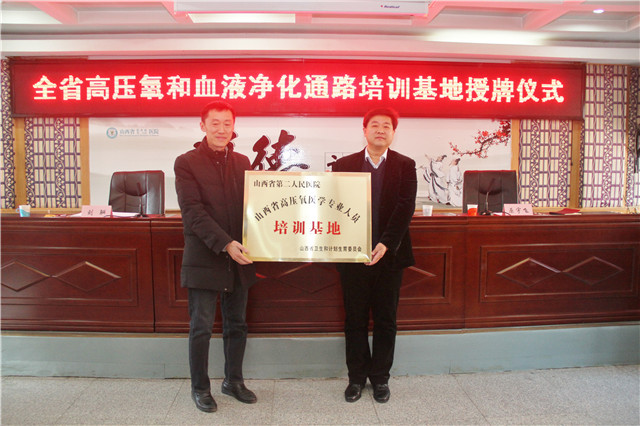 全省高压氧和血液净化通路培训基地授牌仪式
德
山西省第二人民医院
山西省高压氧医学专业人员
培训基地
山西省卫生和计划生育委员会